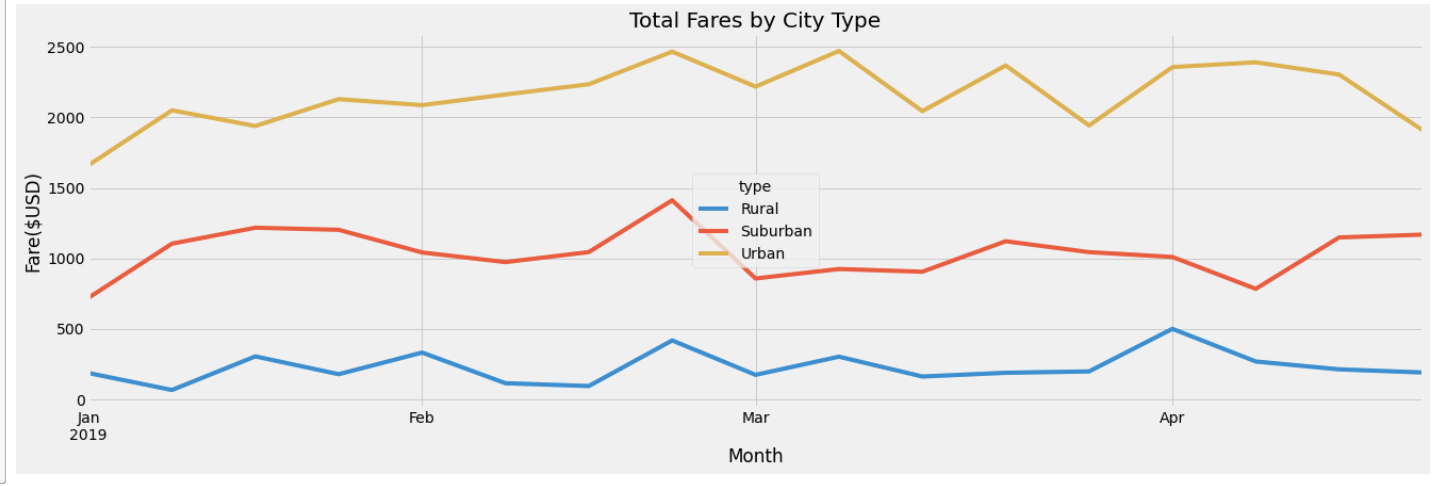 Total Fares by City Type
2500
2000
1500
1000
500
0
Fare($USD)
type
Rural
Suburban
Urban
Jan
2019
Feb
Mar
Apr
Month